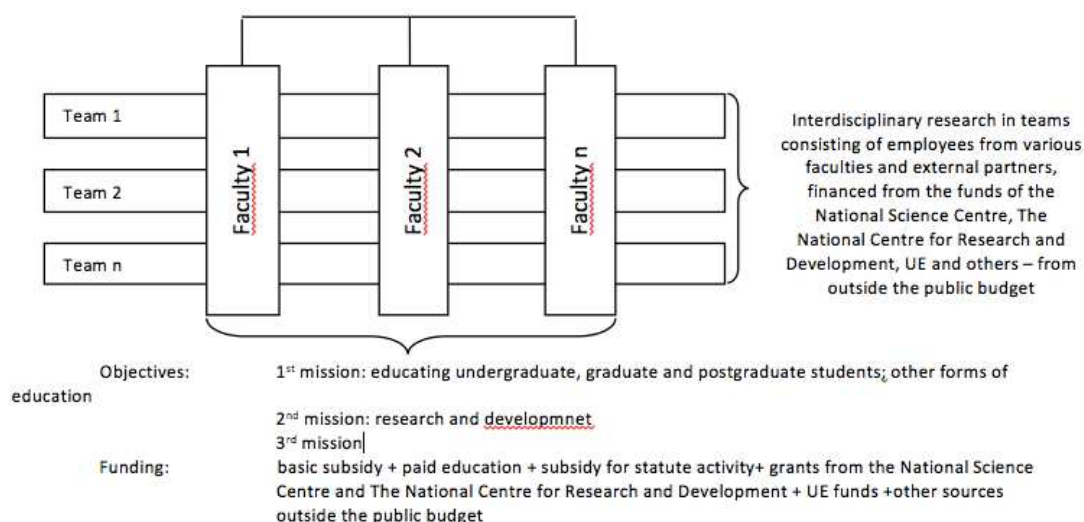 Team 1
Team 2
Team n
Faculty 1
Faculty 2
Faculty n
Interdisciplinary research in teams
consisting of employees from various
faculties and external partners,
financed from the funds of the
National Science Centre, The
National Centre for Research and
Development, UE and others – from
outside the public budget
Objectives: 1st mission: educating undergraduate, graduate and postgraduate students; other forms of
education
2nd mission: research and developmnet
3rd mission
Funding: basic subsidy + paid education + subsidy for statute activity+ grants from the National Science
Centre and The National Centre for Research and Development + UE funds +other sources
outside the public budget